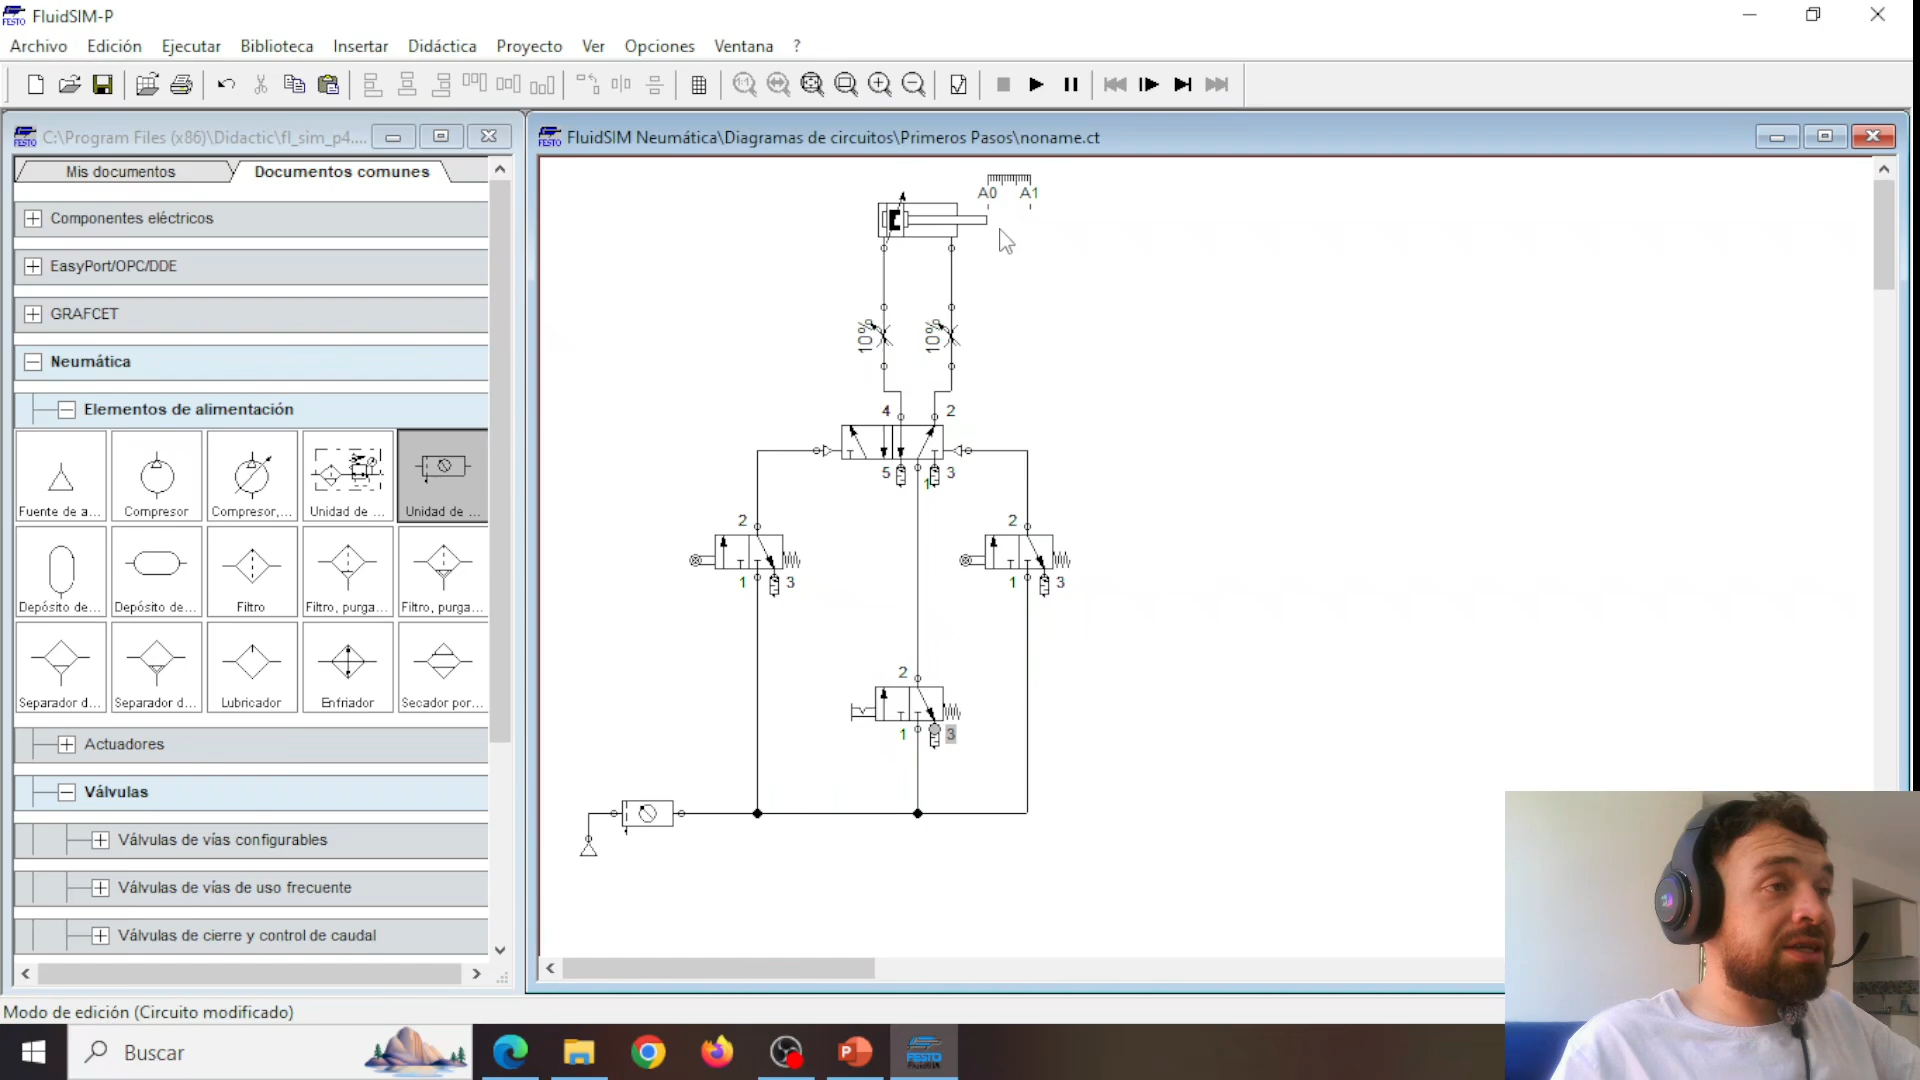 FluidSIM-P
Archivo Edición Ejecutar Biblioteca Insertar Didáctica Proyecto Ver Opciones Ventana ?
C:\Program Files (x86)\Didactic\fl_sim_p4....
Mis documentos Documentos comunes
Componentes eléctricos
EasyPort/OPC/DDE
GRAFCET
Neumática
Elementos de alimentación
Fuente de a... Compresor Compresor,... Unidad de ... Unidad de ...
Depósito de... Depósito de... Filtro Filtro, purga... Filtro, purga...
Separador d... Separador d... Lubricador Enfriador Secador por...
Actuadores
Válvulas
Válvulas de vías configurables
Válvulas de vías de uso frecuente
Válvulas de cierre y control de caudal
FluidSIM Neumática\Diagramas de circuitos\Primeros Pasos\noname.ct
A0 A1
10% 10%
4 2
5 1 3
2 2
1 3 1 3
2
1 3
Modo de edición (Circuito modificado)
Buscar
FESTO